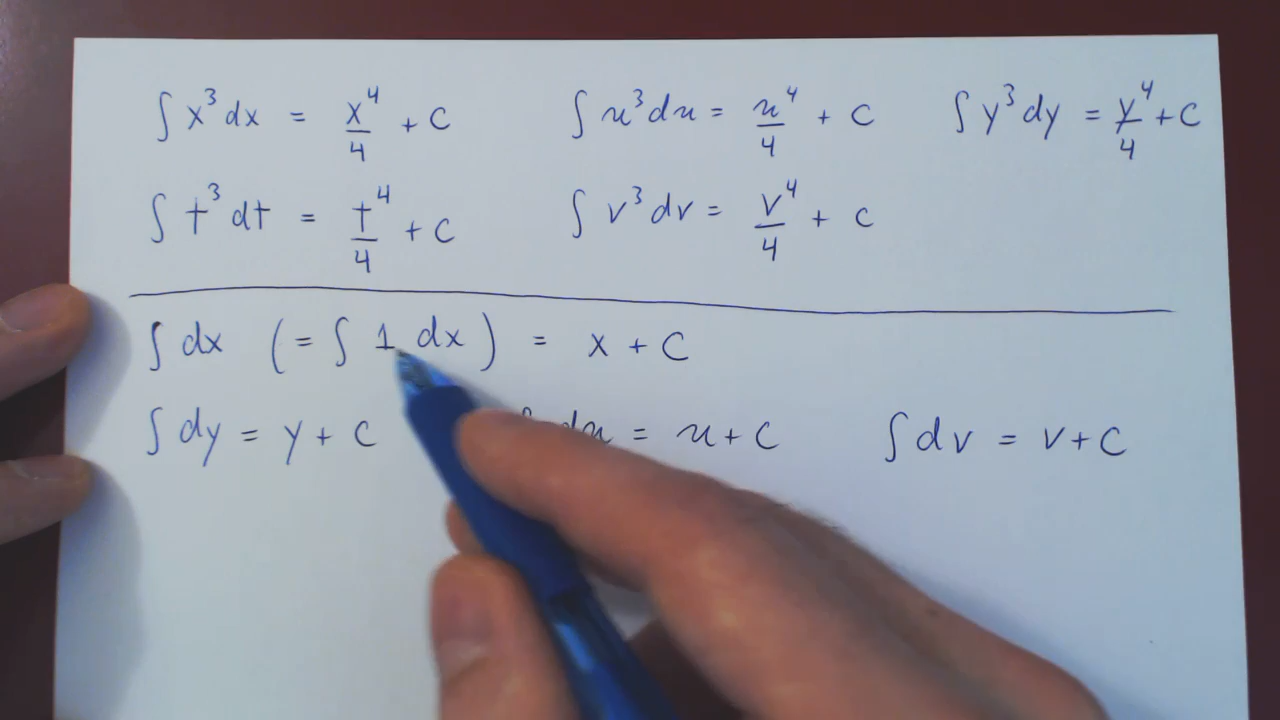 ∫ x³ dx = x⁴/4 + C    ∫ u³ du = u⁴/4 + C    ∫ y³ dy = y⁴/4 + C
∫ t³ dt = t⁴/4 + C    ∫ v³ dv = v⁴/4 + C
∫ dx (= ∫ 1 dx) = x + C
∫ dy = y + C    du = u + C    ∫ dv = v + C